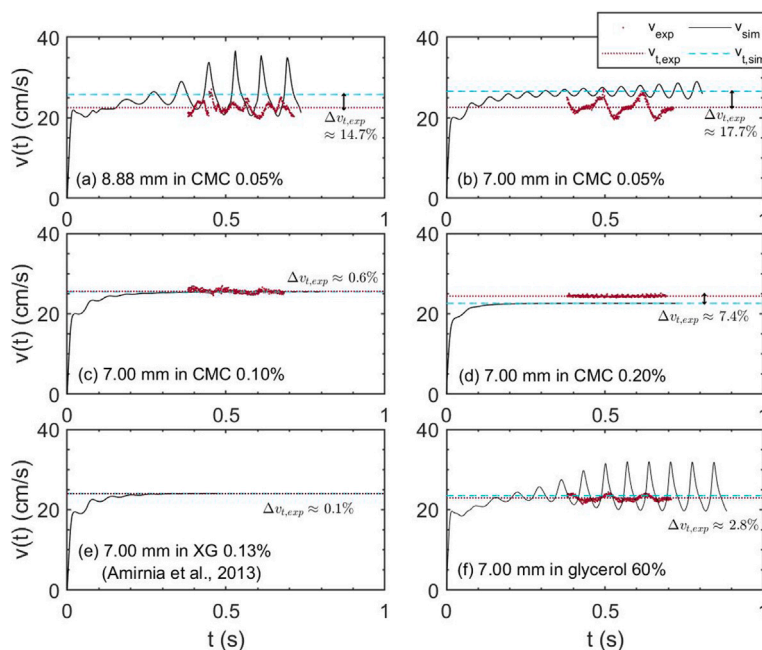 v_exp v_sim
v_t,exp v_t,sim
40
20
0
v(t) (cm/s)
Δv_t,exp
≈ 14.7%
(a) 8.88 mm in CMC 0.05%
0 0.5 1
40
20
0
Δv_t,exp
≈ 17.7%
(b) 7.00 mm in CMC 0.05%
0 0.5 1
40
20
0
v(t) (cm/s)
Δv_t,exp ≈ 0.6%
(c) 7.00 mm in CMC 0.10%
0 0.5 1
40
20
0
Δv_t,exp ≈ 7.4%
(d) 7.00 mm in CMC 0.20%
0 0.5 1
40
20
0
v(t) (cm/s)
Δv_t,exp ≈ 0.1%
(e) 7.00 mm in XG 0.13%
(Amirnia et al., 2013)
0 0.5 1
t (s)
40
20
0
Δv_t,exp ≈ 2.8%
(f) 7.00 mm in glycerol 60%
0 0.5 1
t (s)